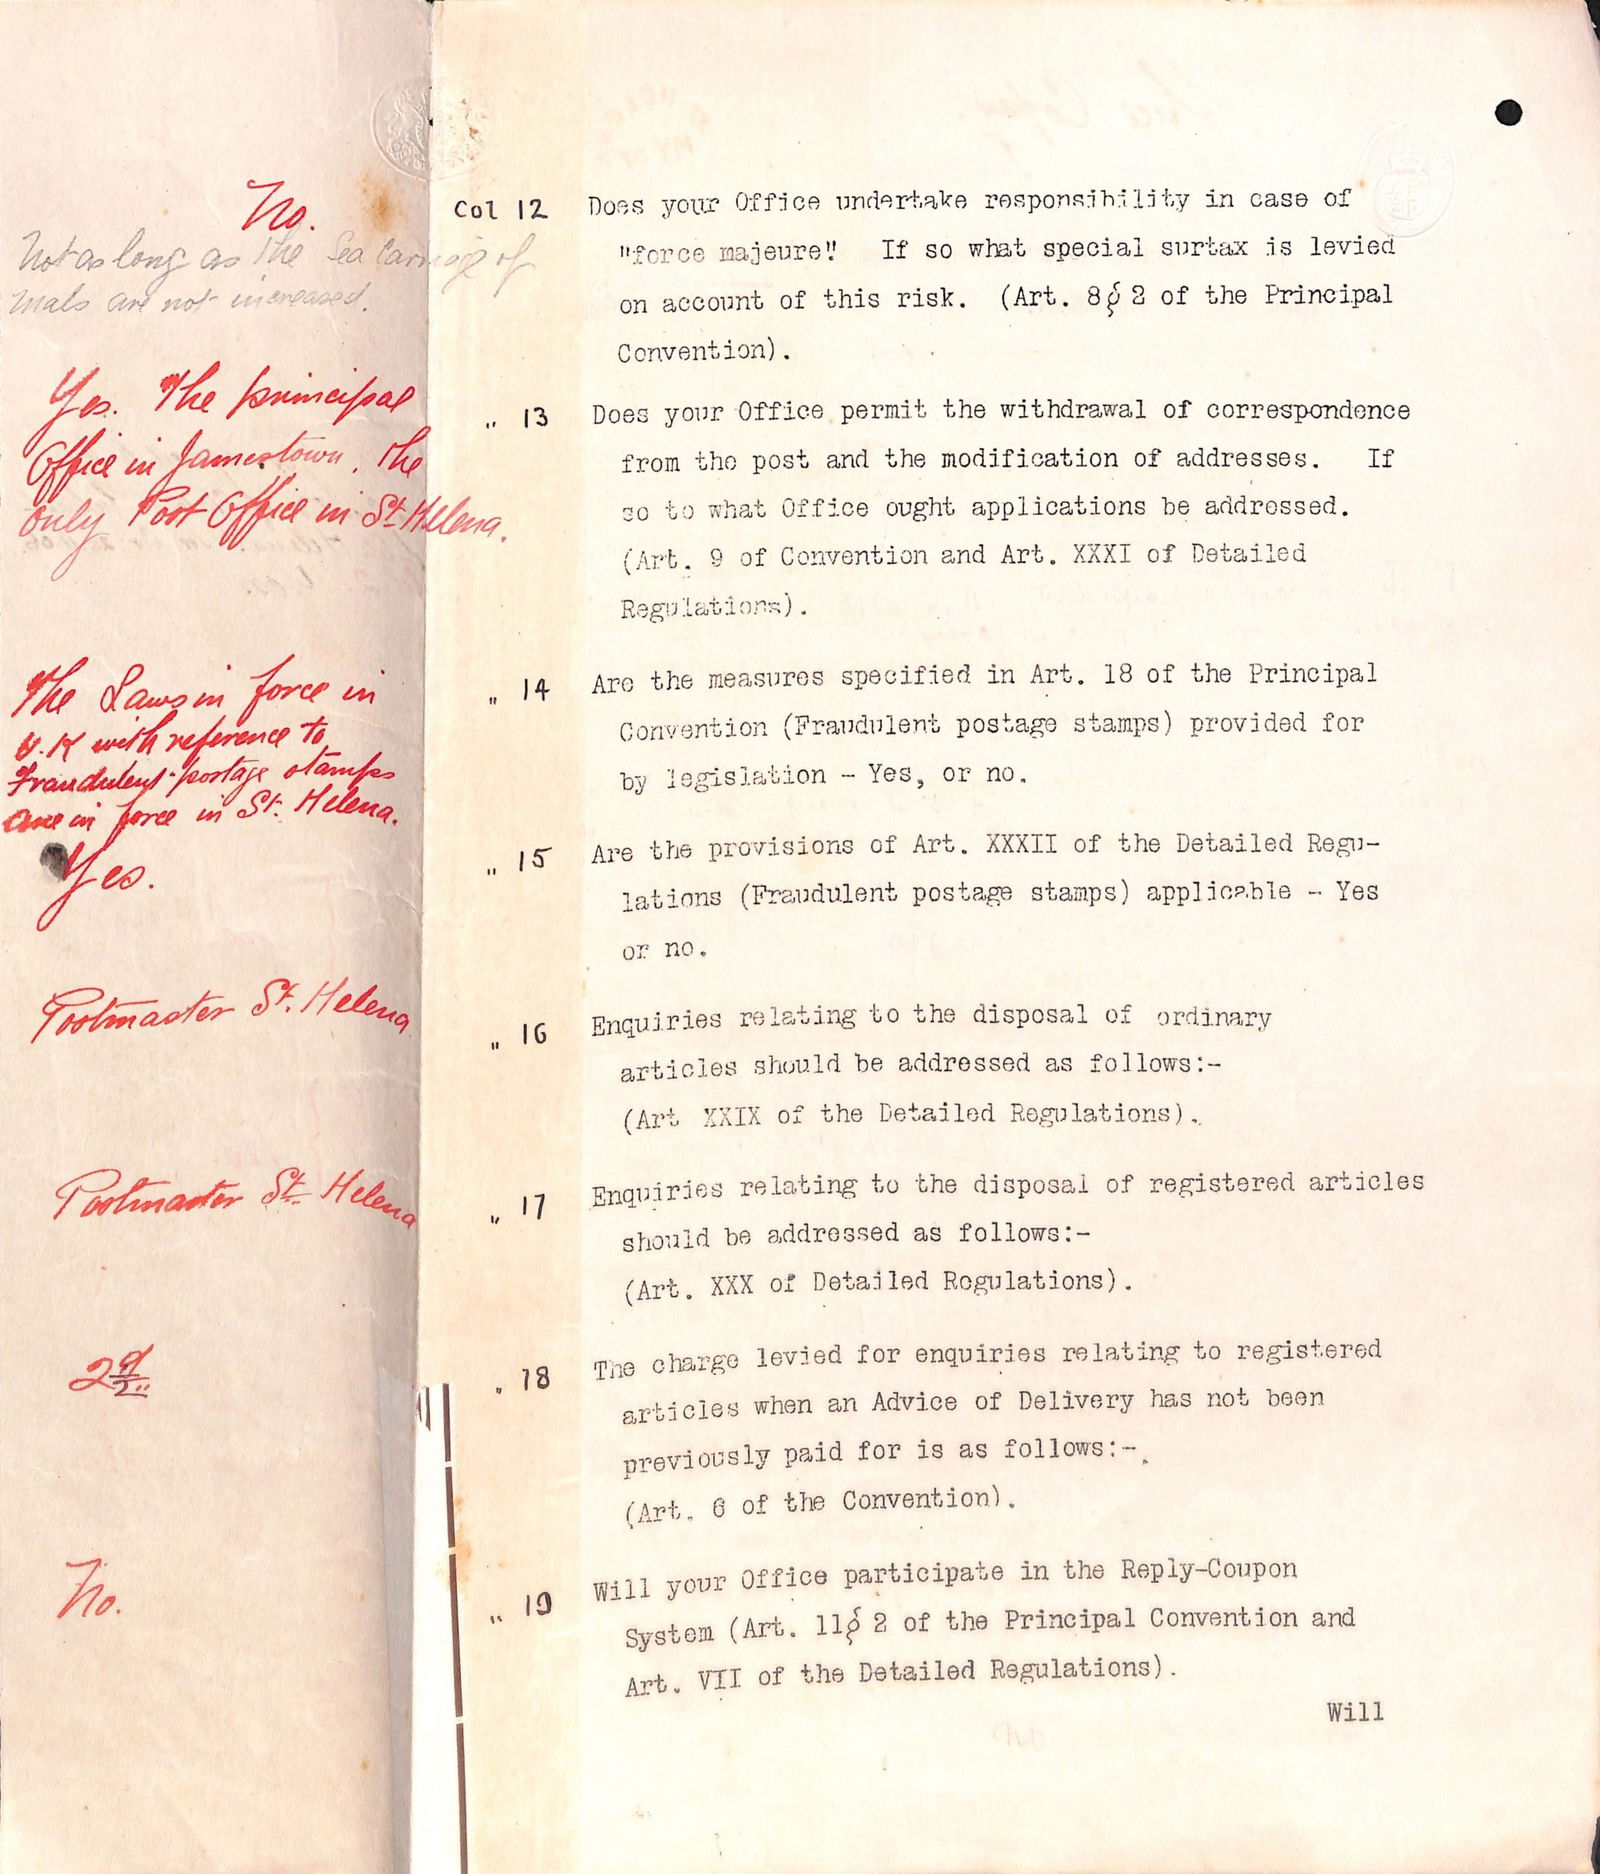 No.
Not as long as the Sea Carriage of
Mails are not increased.
Col 12 Does your Office undertake responsibility in case of
"force majeure". If so what special surtax is levied
on account of this risk. (Art. 8§ 2 of the Principal
Convention).
Yes. The principal
Office in Jamestown, the
only Post Office in St Helena.
" 13 Does your Office permit the withdrawal of correspondence
from the post and the modification of addresses. If
so to what Office ought applications be addressed.
(Art. 9 of Convention and Art. XXXI of Detailed
Regulations).
The Laws in force in
U.K with reference to
Fraudulent postage stamps
are in force in St. Helena.
" 14 Are the measures specified in Art. 18 of the Principal
Convention (Fraudulent postage stamps) provided for
by legislation - Yes, or no.
Yes.
" 15 Are the provisions of Art. XXXII of the Detailed Regu-
lations (Fraudulent postage stamps) applicable - Yes
or no.
Postmaster St. Helena
" 16 Enquiries relating to the disposal of ordinary
articles should be addressed as follows:-
(Art XXIX of the Detailed Regulations).
Postmaster St Helena
" 17 Enquiries relating to the disposal of registered articles
should be addressed as follows:-
(Art. XXX of Detailed Regulations).
" 18 The charge levied for enquiries relating to registered
articles when an Advice of Delivery has not been
previously paid for is as follows:-
(Art. 6 of the Convention).
No.
" 19 Will your Office participate in the Reply-Coupon
System (Art. 11§ 2 of the Principal Convention and
Art. VII of the Detailed Regulations).
Will